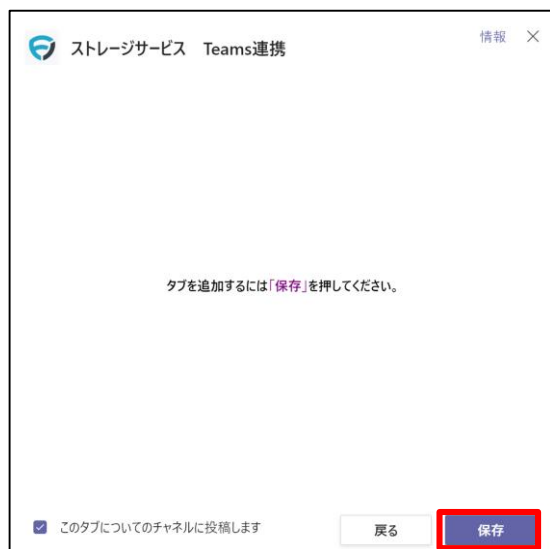 ストレージサービス　Teams連携
情報
タブを追加するには「保存」を押してください。
このタブについてのチャネルに投稿します
戻る
保存